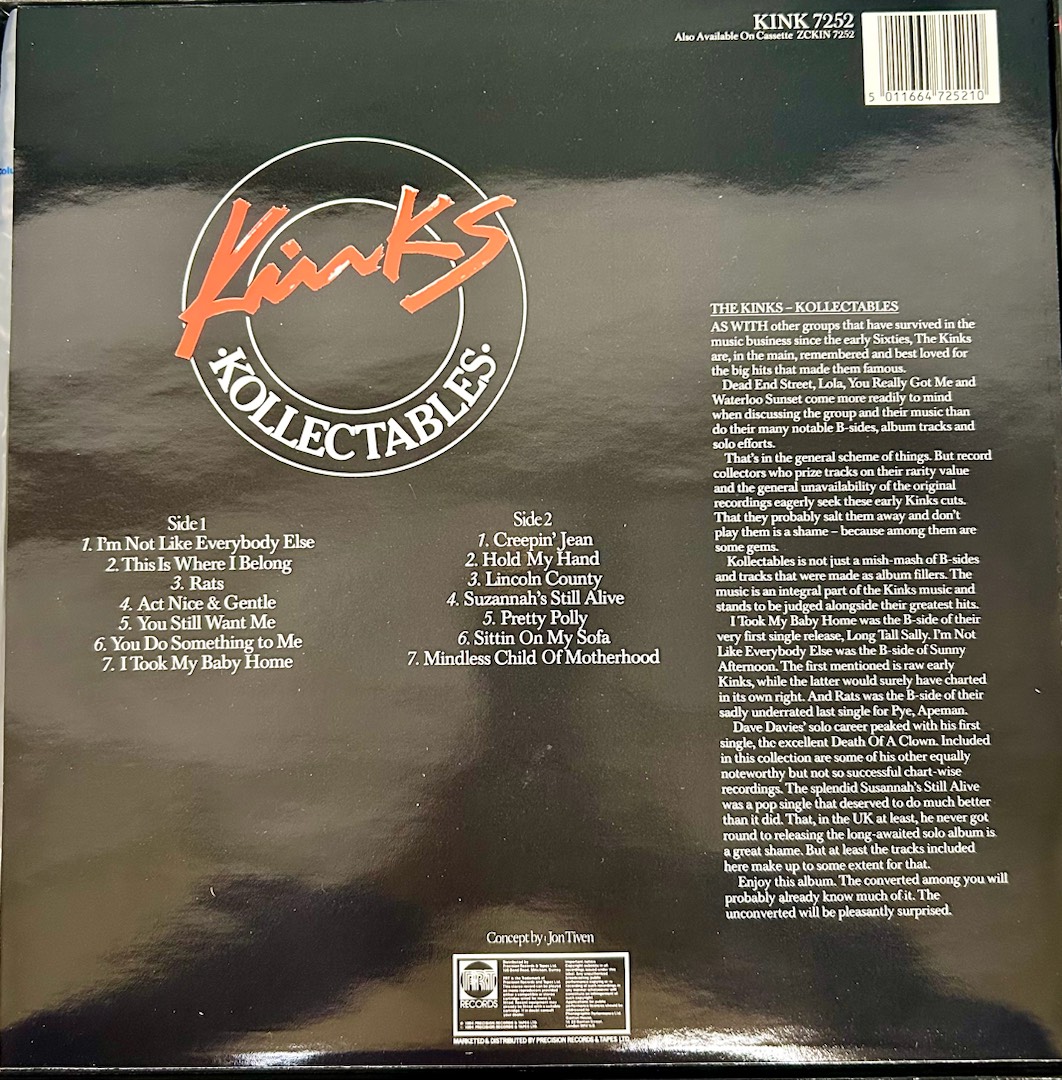 KINK 7252
Also Available On Cassette ZCKIN 7252
5 011664 725210
Kinks
·KOLLECTABLES·
Side 1
1. I'm Not Like Everybody Else
2. This Is Where I Belong
3. Rats
4. Act Nice & Gentle
5. You Still Want Me
6. You Do Something to Me
7. I Took My Baby Home
Side 2
1. Creepin' Jean
2. Hold My Hand
3. Lincoln County
4. Suzannah's Still Alive
5. Pretty Polly
6. Sittin On My Sofa
7. Mindless Child Of Motherhood
THE KINKS – KOLLECTABLES
AS WITH other groups that have survived in the
music business since the early Sixties, The Kinks
are, in the main, remembered and best loved for
the big hits that made them famous.
Dead End Street, Lola, You Really Got Me and
Waterloo Sunset come more readily to mind
when discussing the group and their music than
do their many notable B-sides, album tracks and
solo efforts.
That's in the general scheme of things. But record
collectors who prize tracks on their rarity value
and the general unavailability of the original
recordings eagerly seek these early Kinks cuts.
That they probably salt them away and don't
play them is a shame – because among them are
some gems.
Kollectables is not just a mish-mash of B-sides
and tracks that were made as album fillers. The
music is an integral part of the Kinks music and
stands to be judged alongside their greatest hits.
I Took My Baby Home was the B-side of their
very first single release, Long Tall Sally. I'm Not
Like Everybody Else was the B-side of Sunny
Afternoon. The first mentioned is raw early
Kinks, while the latter would surely have charted
in its own right. And Rats was the B-side of their
sadly underrated last single for Pye, Apeman.
Dave Davies' solo career peaked with his first
single, the excellent Death Of A Clown. Included
in this collection are some of his other equally
noteworthy but not so successful chart-wise
recordings. The splendid Susannah's Still Alive
was a pop single that deserved to do much better
than it did. That, in the UK at least, he never got
round to releasing the long-awaited solo album is
a great shame. But at least the tracks included
here make up to some extent for that.
Enjoy this album. The converted among you will
probably already know much of it. The
unconverted will be pleasantly surprised.
Concept by: Jon Tiven
PRT
RECORDS
Distributed by
Precision Records & Tapes Ltd.
MARKETED & DISTRIBUTED BY PRECISION RECORDS & TAPES LTD